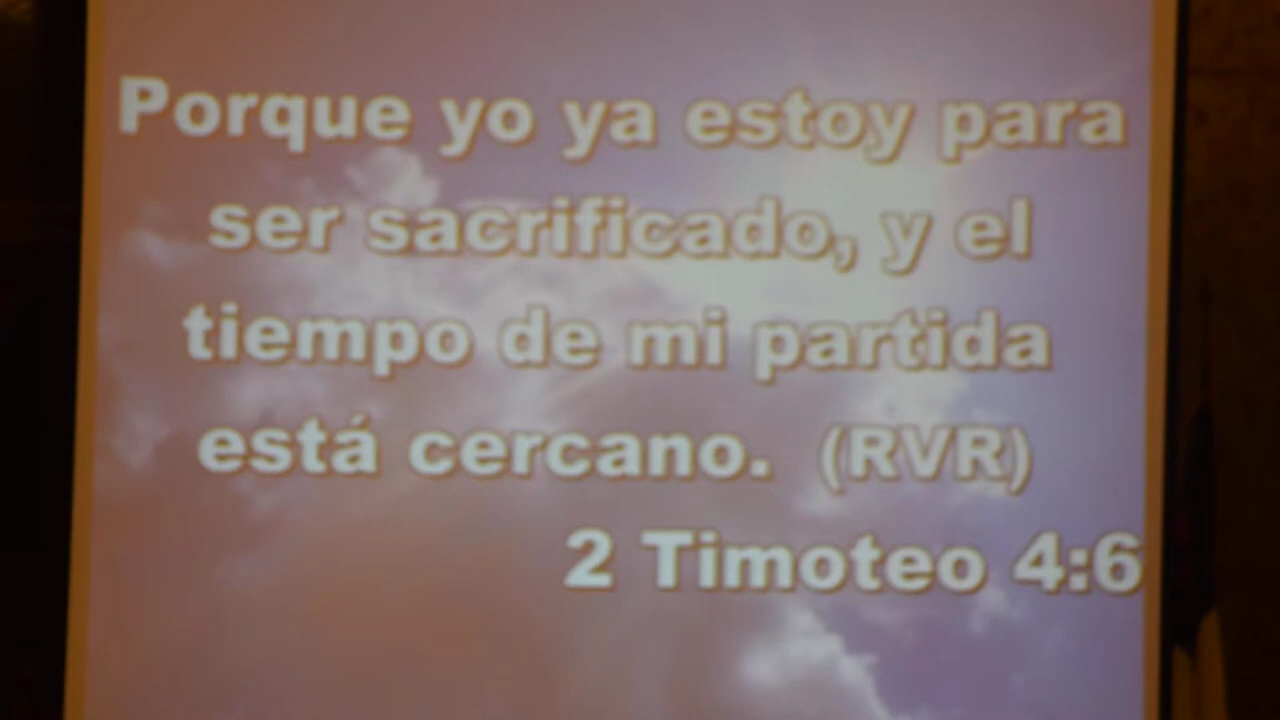 Porque yo ya estoy para
ser sacrificado, y el
tiempo de mi partida
está cercano. (RVR)
2 Timoteo 4:6